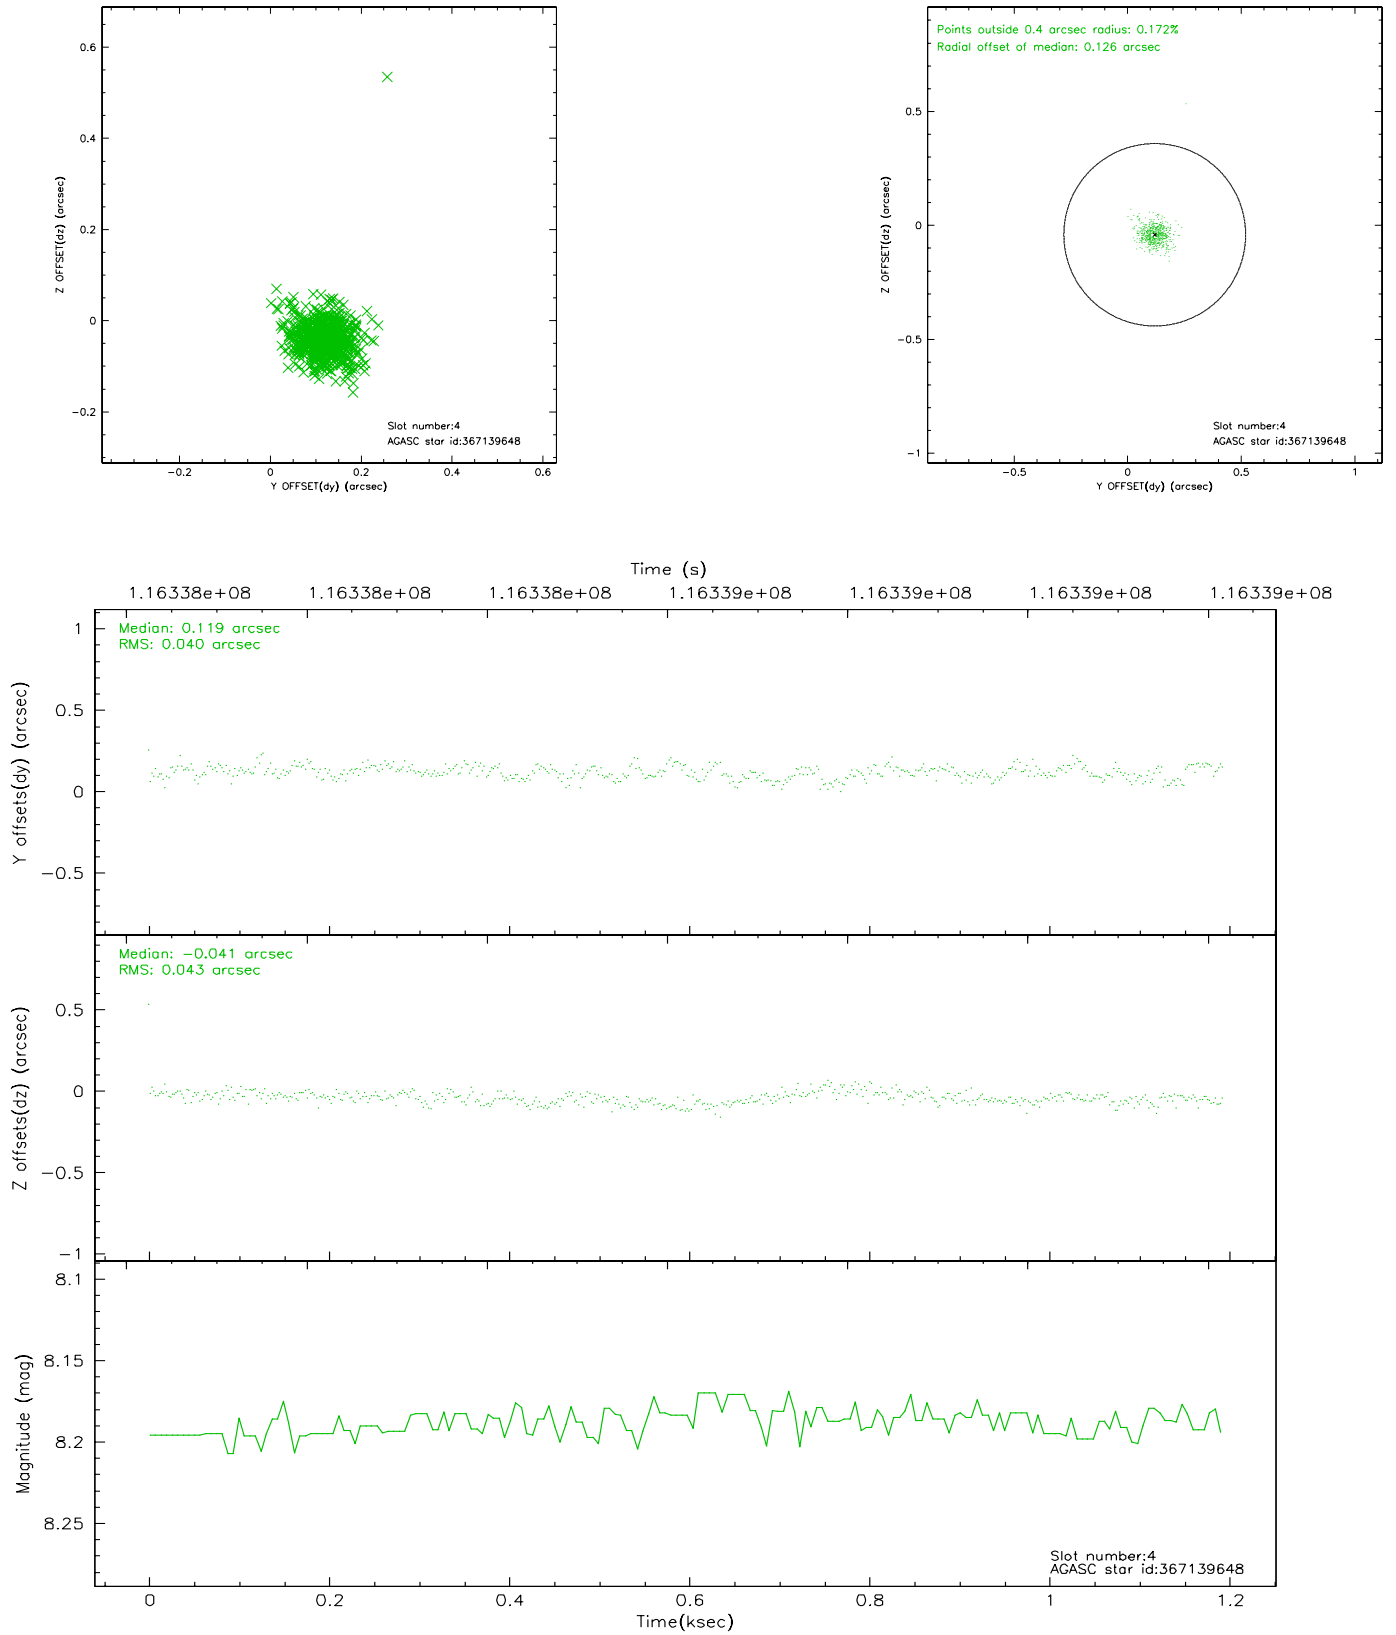 0.6
0.4
0.2
0
−0.2
Z OFFSET(dz) (arcsec)
Slot number:4
AGASC star id:367139648
−0.2 0 0.2 0.4 0.6
Y OFFSET(dy) (arcsec)
Points outside 0.4 arcsec radius: 0.172%
Radial offset of median: 0.126 arcsec
0.5
0
−0.5
−1
Z OFFSET(dz) (arcsec)
Slot number:4
AGASC star id:367139648
−0.5 0 0.5 1
Y OFFSET(dy) (arcsec)
Time (s)
1.16338e+08 1.16338e+08 1.16338e+08 1.16339e+08 1.16339e+08 1.16339e+08 1.16339e+08
Median: 0.119 arcsec
RMS: 0.040 arcsec
1
0.5
0
−0.5
Y offsets(dy) (arcsec)
Median: −0.041 arcsec
RMS: 0.043 arcsec
0.5
0
−0.5
−1
Z offsets(dz) (arcsec)
8.1
8.15
8.2
8.25
Magnitude (mag)
Slot number:4
AGASC star id:367139648
0 0.2 0.4 0.6 0.8 1 1.2
Time(ksec)